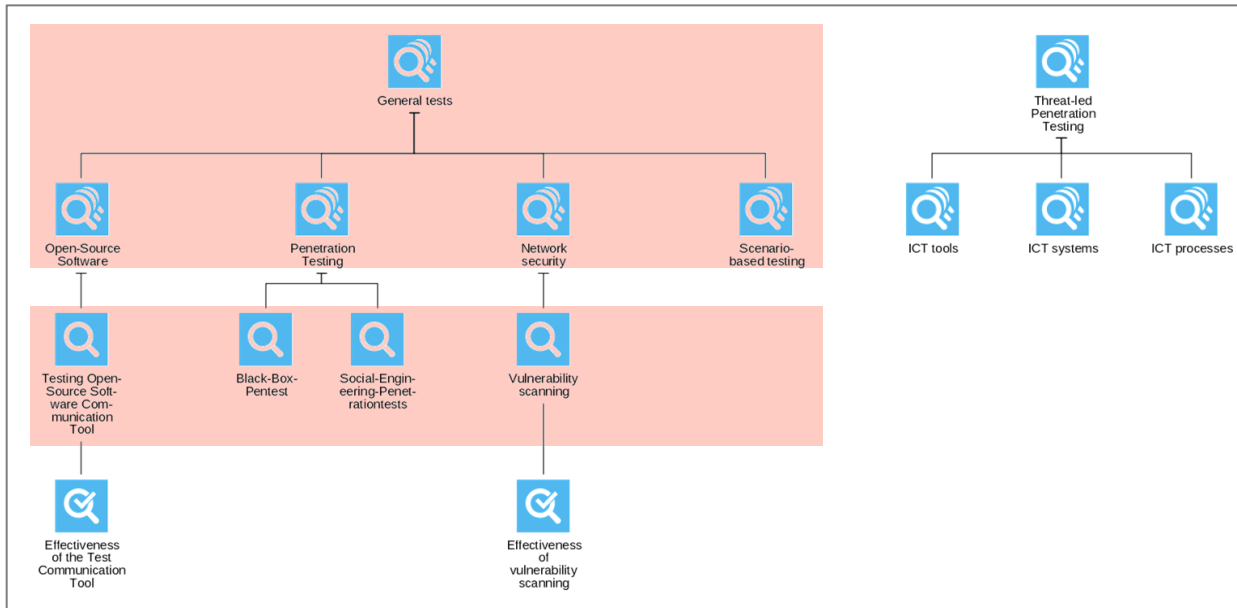 General tests
Threat-led
Penetration
Testing
Open-Source
Software
Penetration
Testing
Network
security
Scenario-
based testing
ICT tools
ICT systems
ICT processes
Testing Open-
Source Soft-
ware Com-
munication
Tool
Black-Box-
Pentest
Social-Engin-
eering-Penet-
rationtests
Vulnerability
scanning
Effectiveness
of the Test
Communication
Tool
Effectiveness
of
vulnerability
scanning